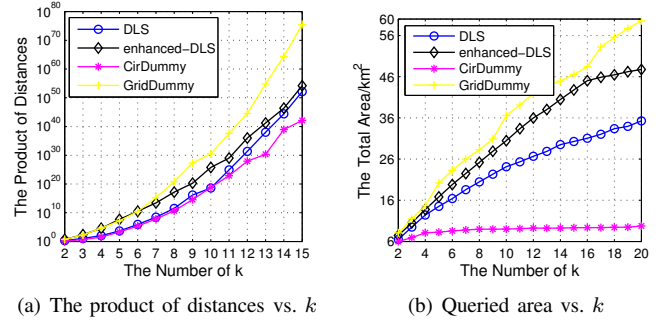 The Product of Distances
10^80
10^70
10^60
10^50
10^40
10^30
10^20
10^10
10^0
DLS
enhanced−DLS
CirDummy
GridDummy
2 3 4 5 6 7 8 9 10 11 12 13 14 15
The Number of k
(a) The product of distances vs. k
The Total Area/km²
60
56
46
36
26
16
6
DLS
enhanced−DLS
CirDummy
GridDummy
2 4 6 8 10 12 14 16 18 20
The Number of k
(b) Queried area vs. k